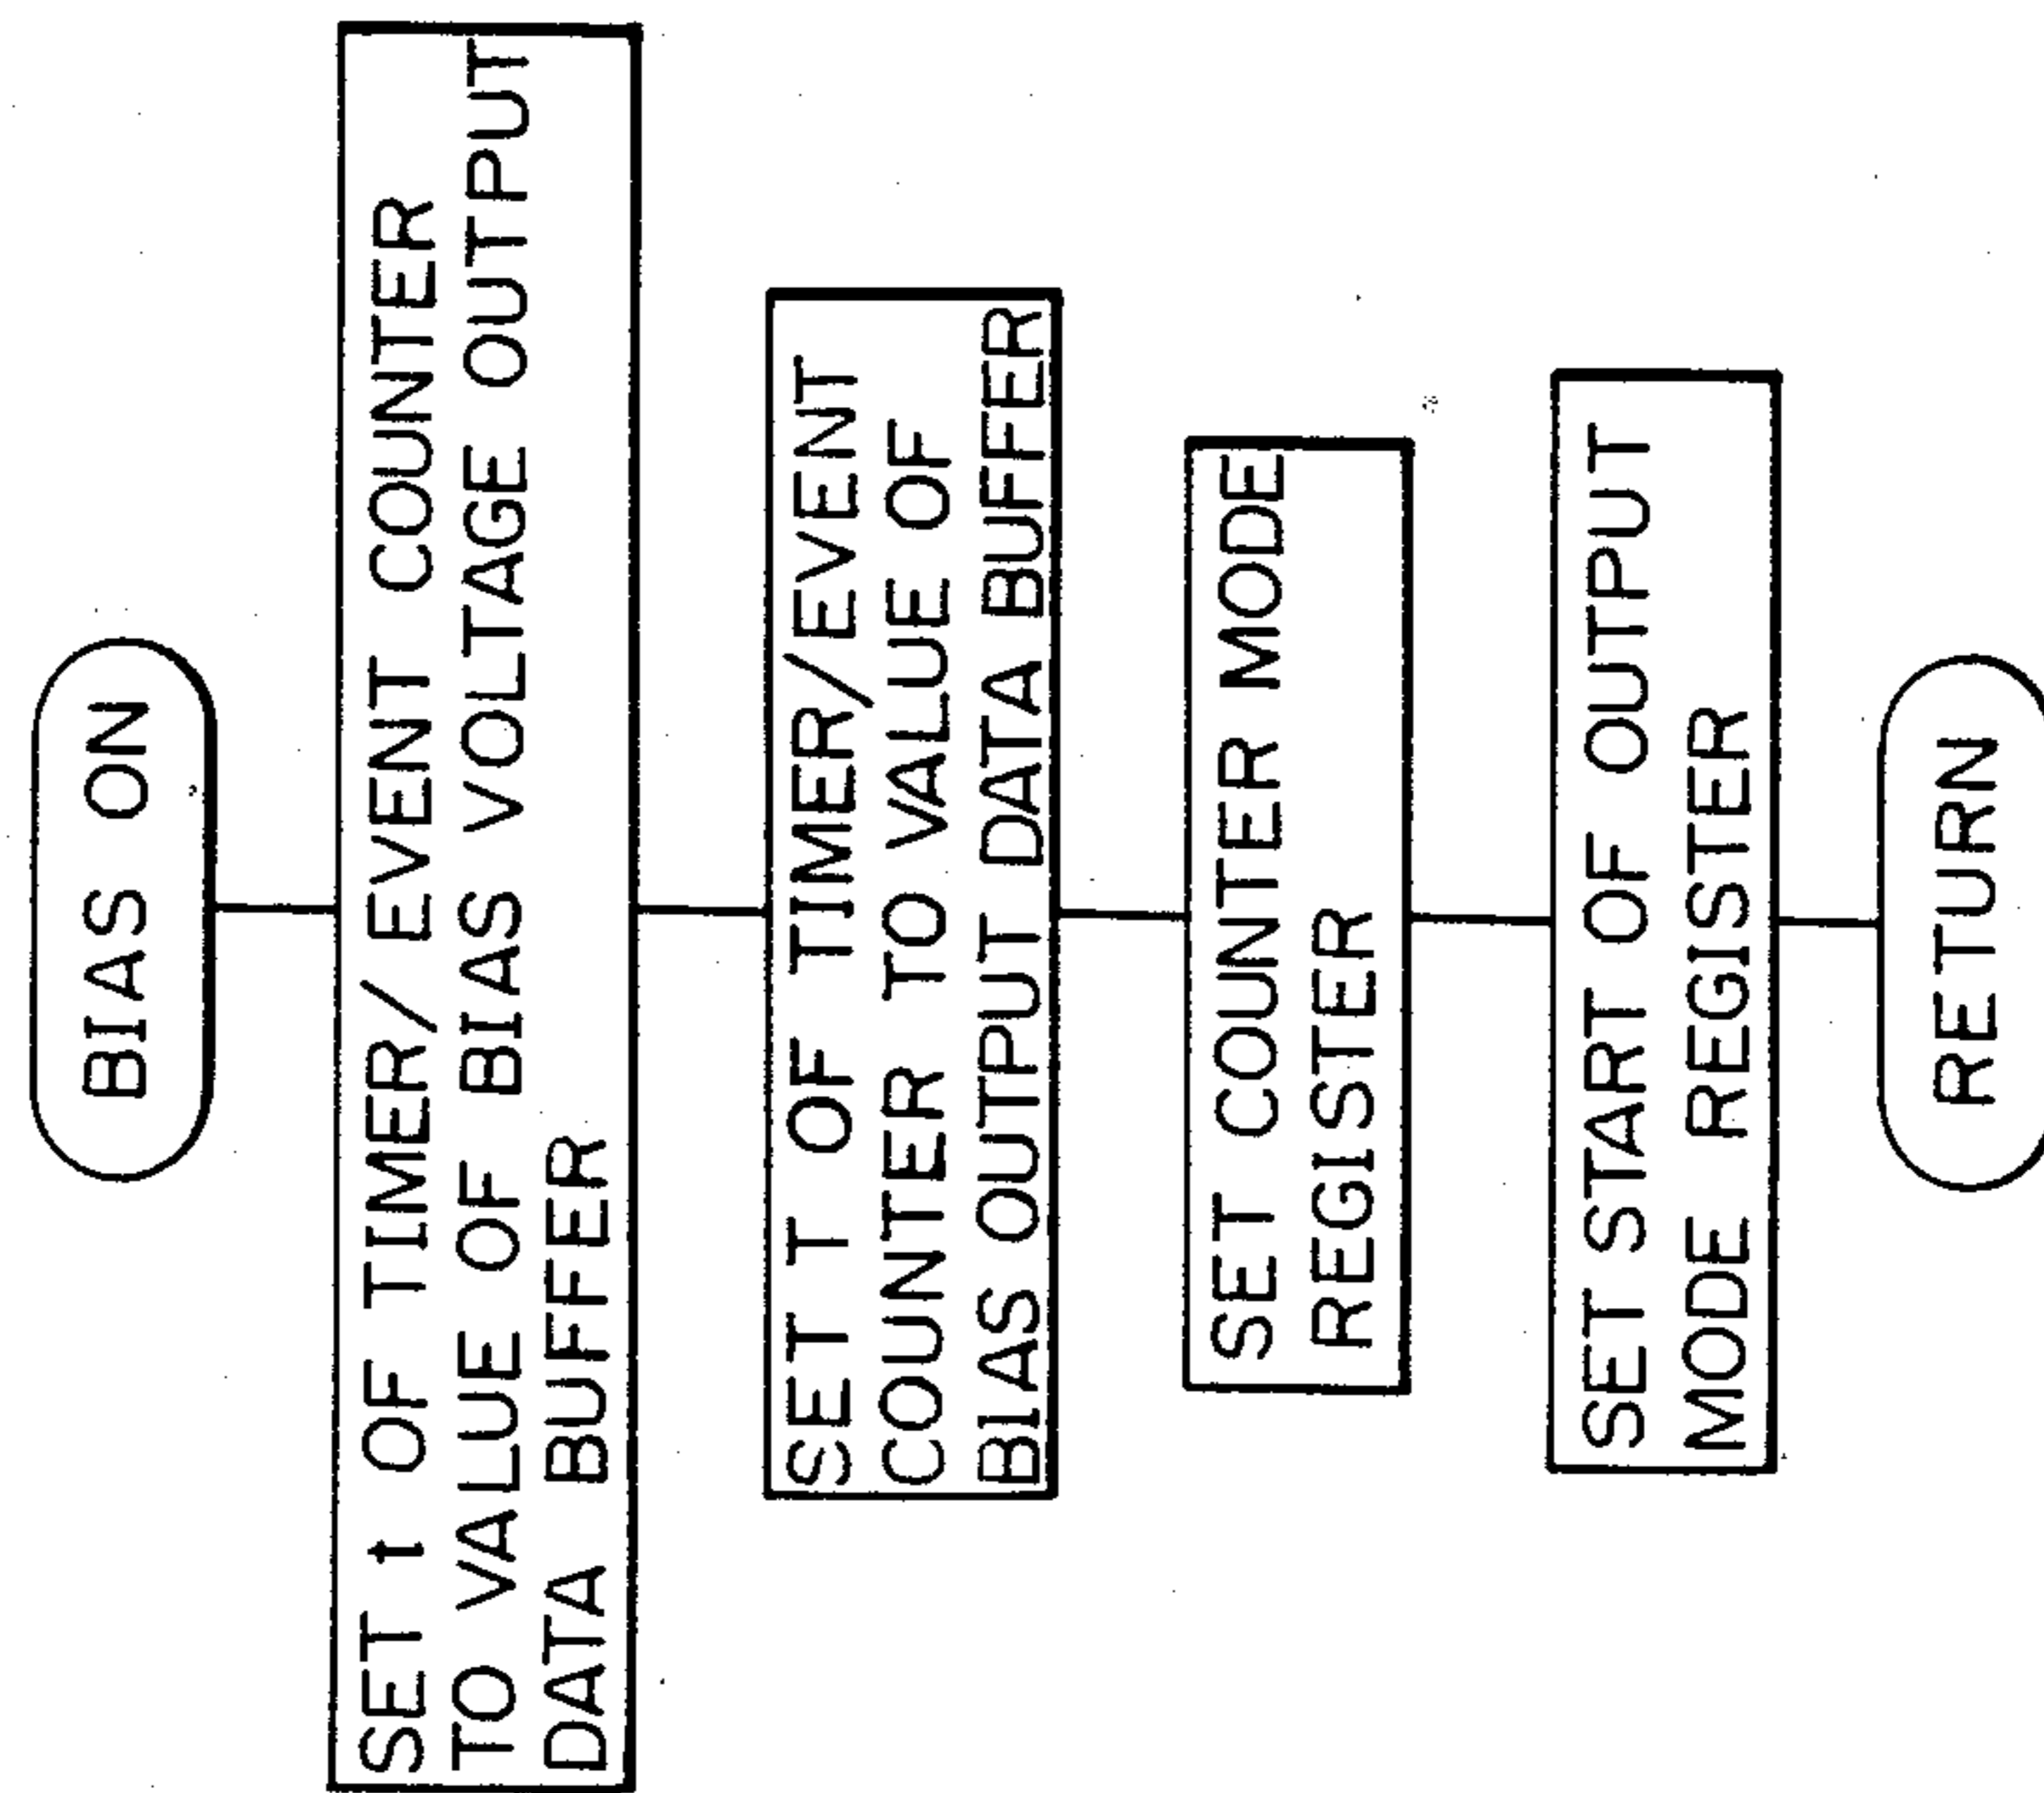 BIAS ON
SET t OF TIMER/ EVENT COUNTER
TO VALUE OF BIAS VOLTAGE OUTPUT
DATA BUFFER
SET T OF TIMER/EVENT
COUNTER TO VALUE OF
BIAS OUTPUT DATA BUFFER
SET COUNTER MODE
REGISTER
SET START OF OUTPUT
MODE REGISTER
RETURN